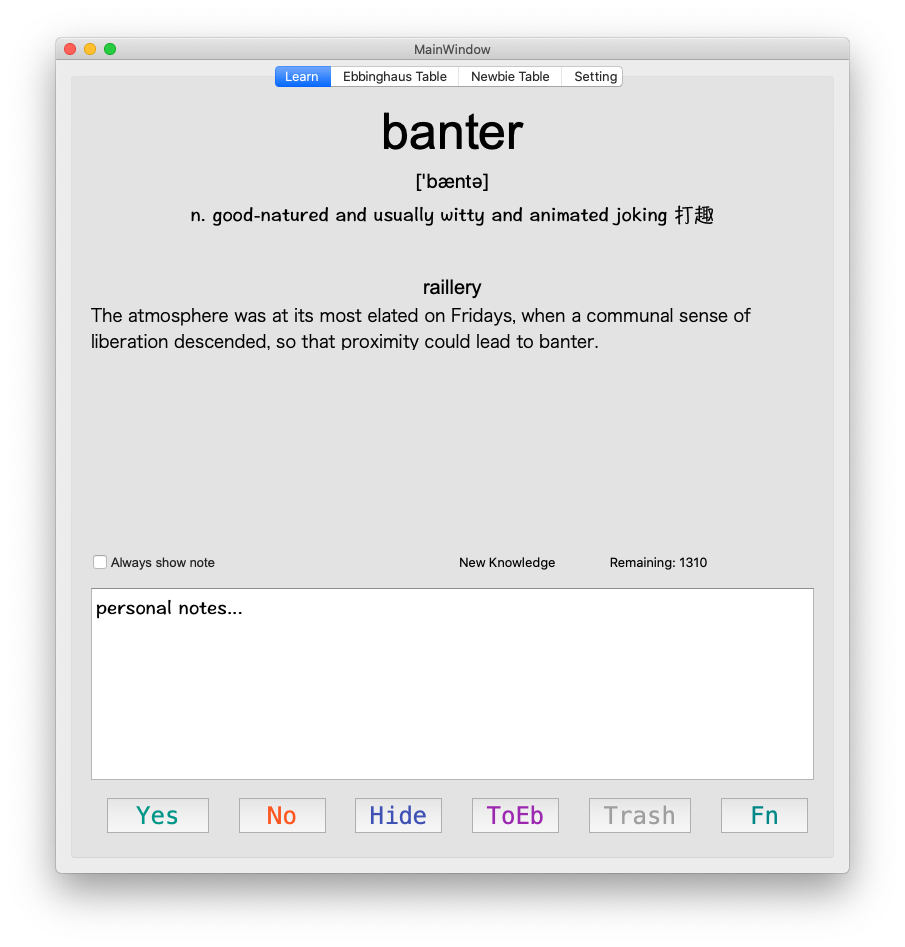 MainWindow
Learn Ebbinghaus Table Newbie Table Setting
banter
['bæntə]
n. good-natured and usually witty and animated joking 打趣
raillery
The atmosphere was at its most elated on Fridays, when a communal sense of
liberation descended, so that proximity could lead to banter.
Always show note New Knowledge Remaining: 1310
personal notes...
Yes No Hide ToEb Trash Fn